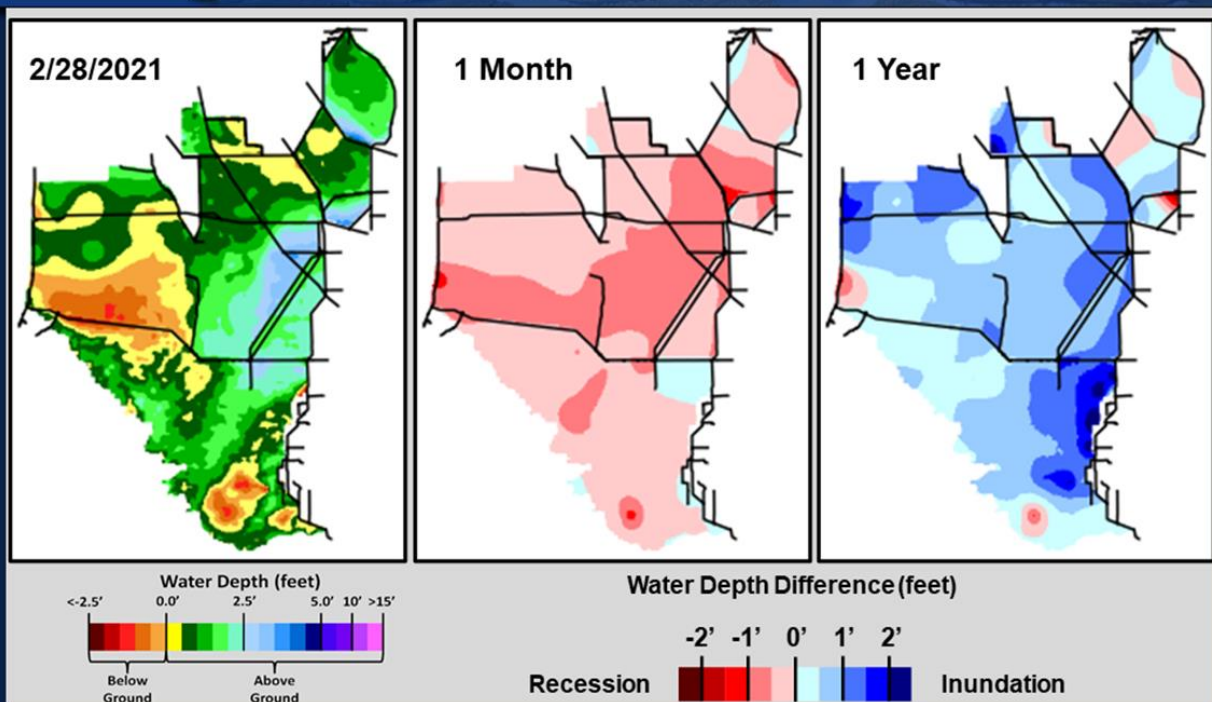 2/28/2021
1 Month
1 Year
Water Depth (feet)
<-2.5' 0.0' 2.5' 5.0' 10' >15'
Below
Ground
Above
Ground
Water Depth Difference (feet)
-2' -1' 0' 1' 2'
Recession
Inundation